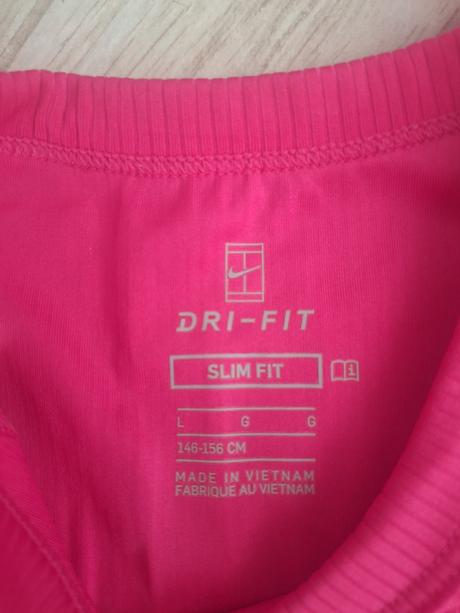 DRI-FIT
SLIM FIT
L G G
146-156 CM
MADE IN VIETNAM
FABRIQUE AU VIETNAM